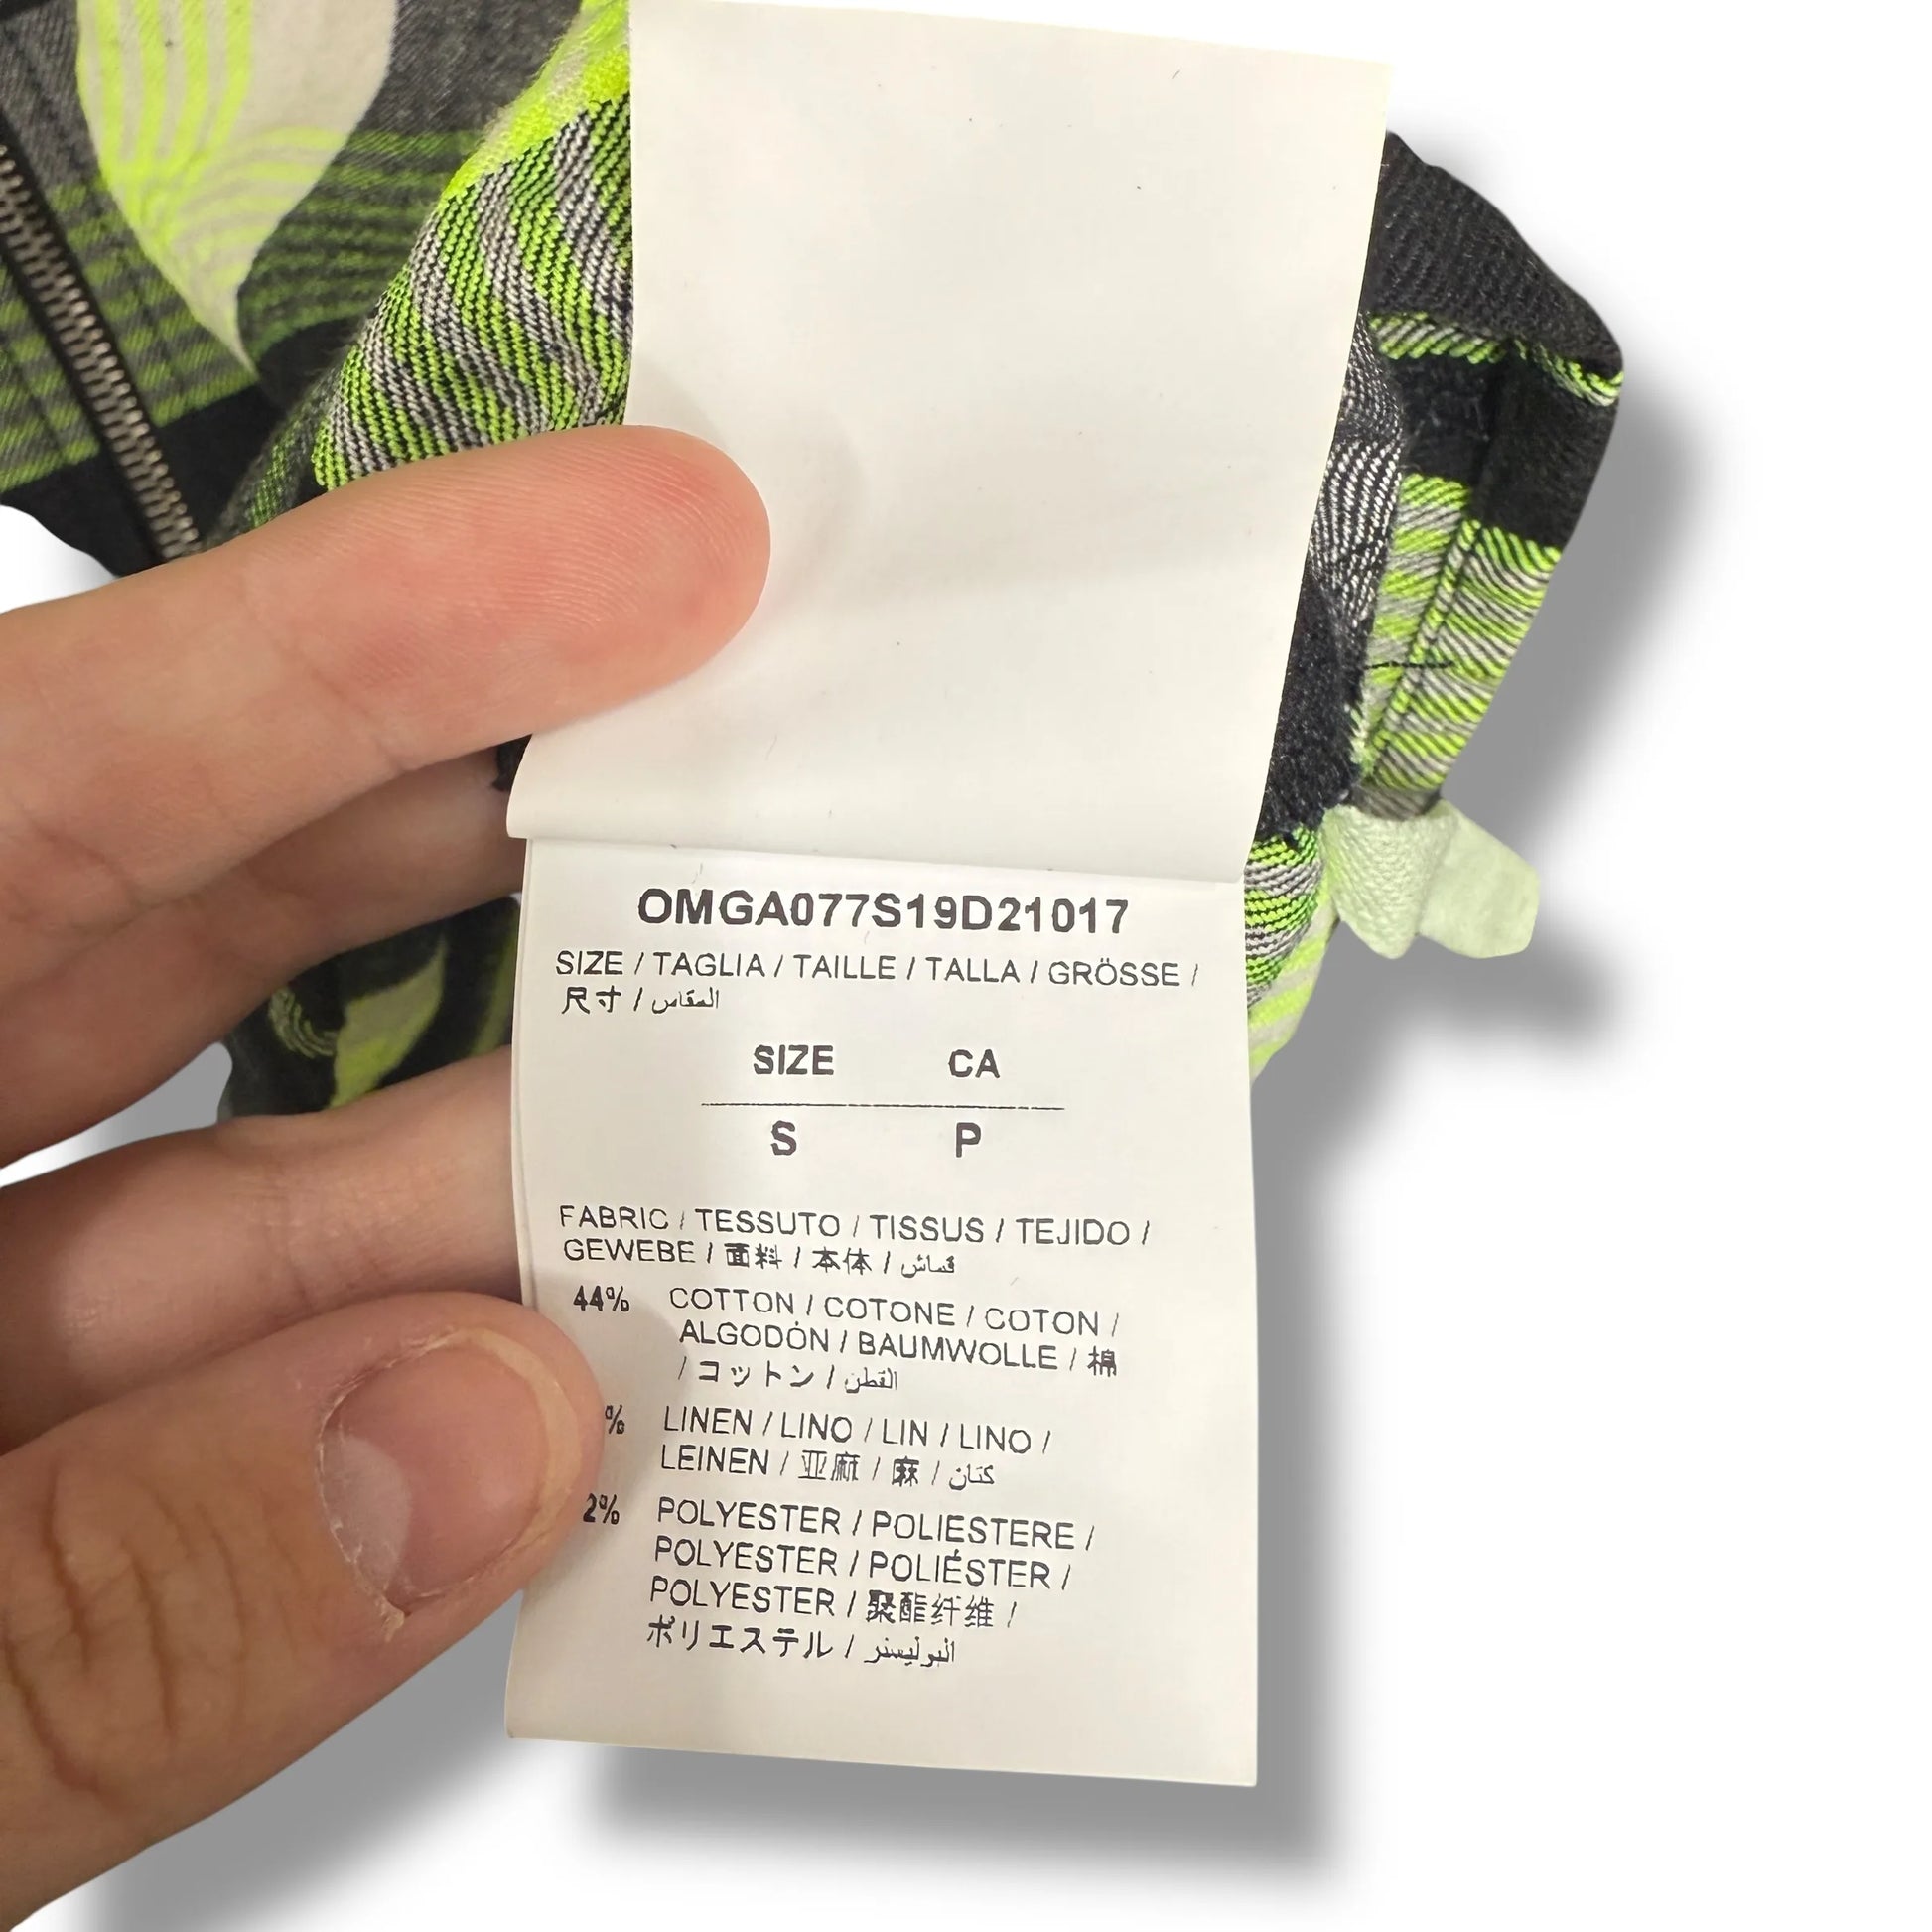 OMGA077S19D21017
SIZE / TAGLIA / TAILLE / TALLA / GRÖSSE /
尺寸 / المقاس
SIZE CA
S P
FABRIC / TESSUTO / TISSUS / TEJIDO /
GEWEBE / 面料 / 本体 / قماش
44% COTTON / COTONE / COTON /
ALGODÓN / BAUMWOLLE / 棉
/ コットン / القطن
% LINEN / LINO / LIN / LINO /
LEINEN / 亚麻 / 麻 / كتان
2% POLYESTER / POLIESTERE /
POLYESTER / POLIÉSTER /
POLYESTER / 聚酯纤维 /
ポリエステル / البوليستر